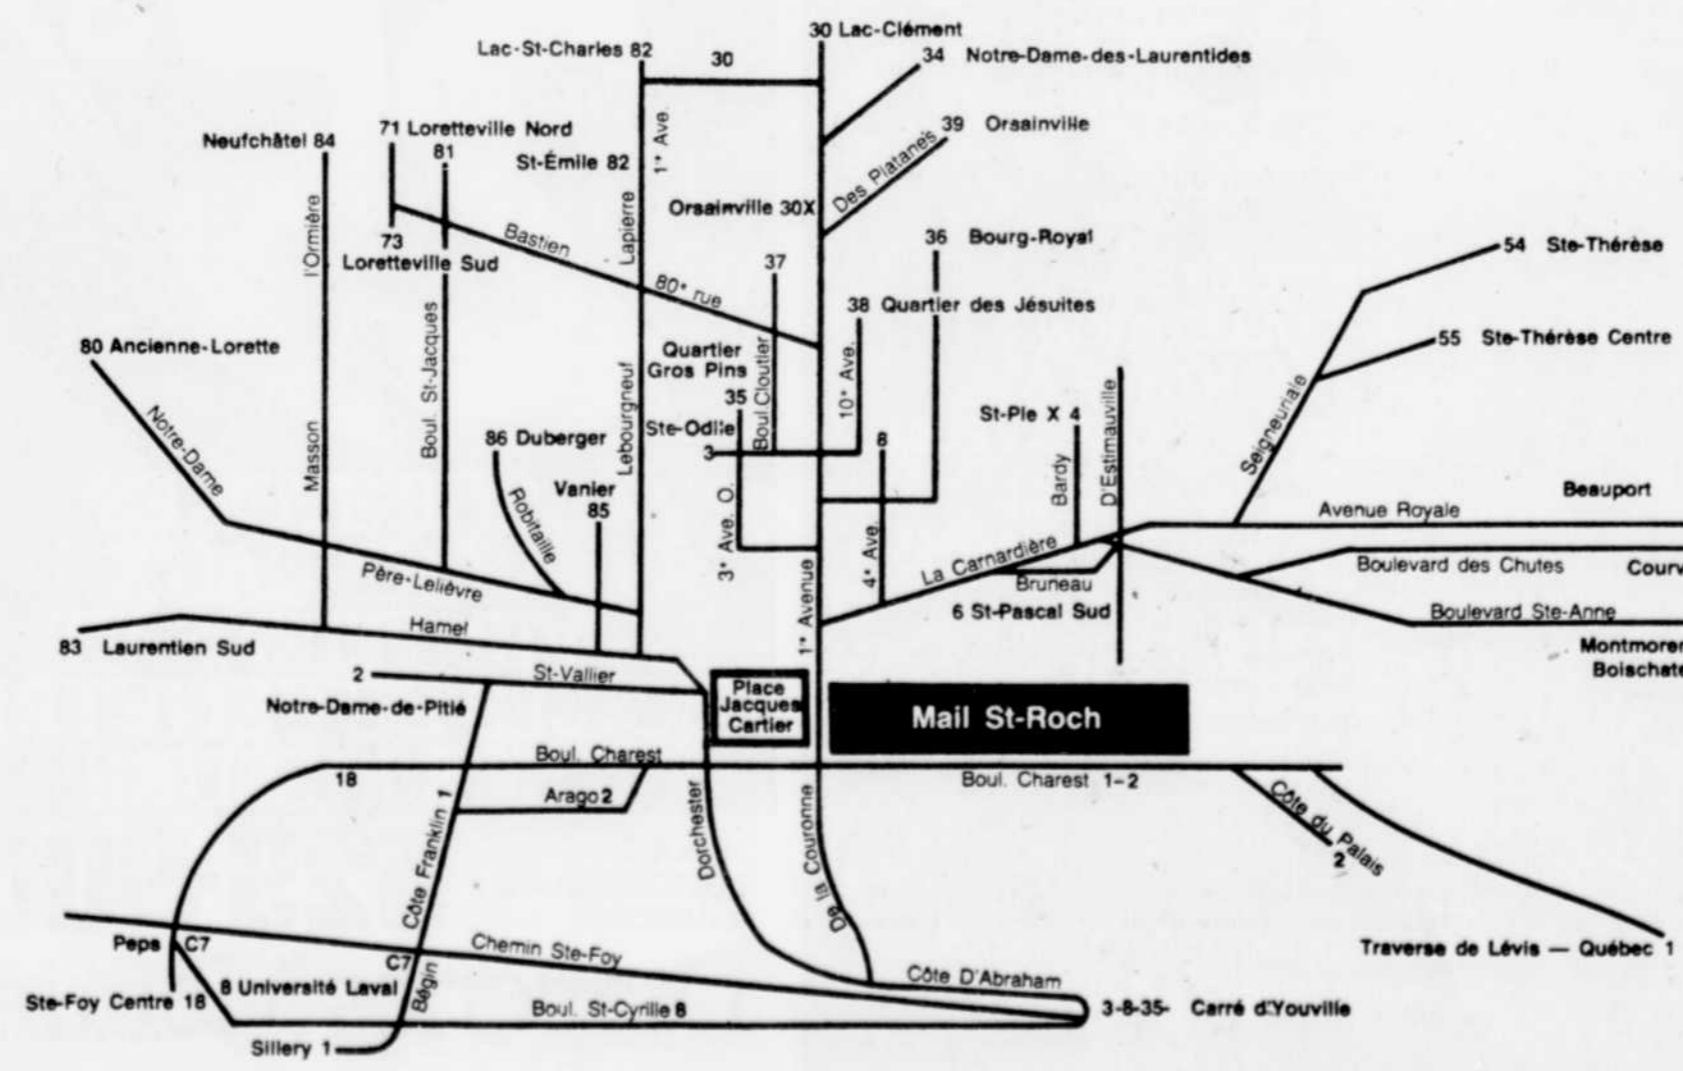 30 Lac-Clément
Lac-St-Charles 82
30
34 Notre-Dame-des-Laurentides
39 Orsainville
Des Platanes
Neufchâtel 84
71 Loretteville Nord
81
St-Émile 82
1e Ave.
Orsainville 30X
l'Ormière
73
Loretteville Sud
Bastien
Lapierre
80e rue
37
36 Bourg-Royal
38 Quartier des Jésuites
54 Ste-Thérèse
55 Ste-Thérèse Centre
80 Ancienne-Lorette
Notre-Dame
Masson
Boul. St-Jacques
Quartier
Gros Pins
35
Boul. Cloutier
10e Ave.
Ste-Odile
3
8
86 Duberger
Robitaille
Lebourgneuf
Vanier
85
3e Ave. O.
4e Ave.
St-Pie X 4
Bardy
D'Estimauville
Seigneuriale
Beauport
Avenue Royale
La Carnardière
Bruneau
Boulevard des Chutes
Courv
6 St-Pascal Sud
Boulevard Ste-Anne
Montmoren
Boischate
Père-Lelièvre
1e Avenue
Hamel
83 Laurentien Sud
2
St-Vallier
Notre-Dame-de-Pitié
Place
Jacques
Cartier
Mail St-Roch
Boul. Charest
18
Arago 2
Boul. Charest 1-2
Côte du Palais
2
Côte Franklin 1
Dorchester
De la Couronne
Traverse de Lévis — Québec 1
Peps
C7
C7
Chemin Ste-Foy
Côte D'Abraham
Ste-Foy Centre 18
8 Université Laval
Bégin
Boul. St-Cyrille 8
3-8-35- Carré d'Youville
Sillery 1